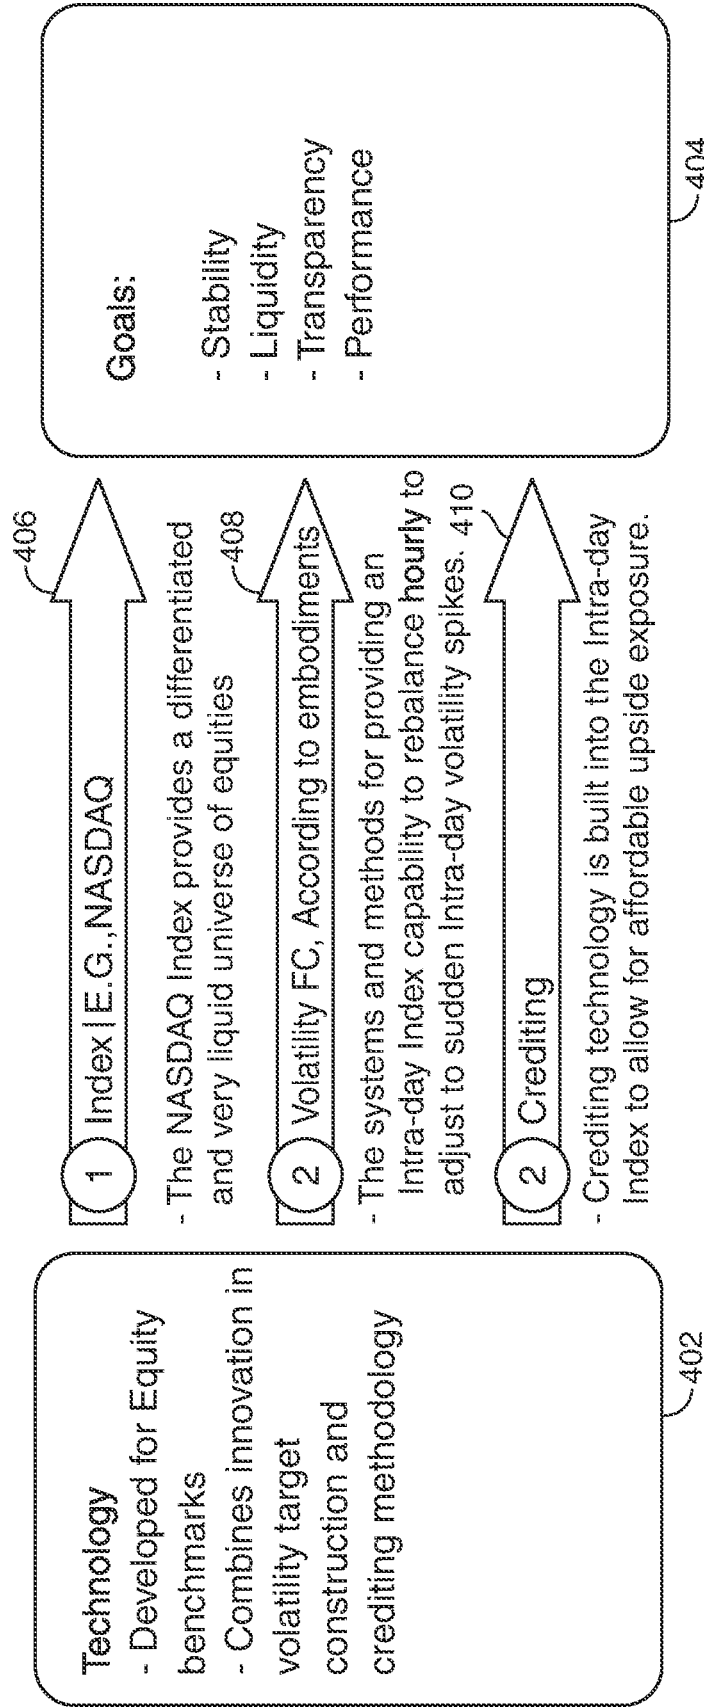 Technology
- Developed for Equity
benchmarks
- Combines innovation in
volatility target
construction and
crediting methodology
402
1
Index|E.G.,NASDAQ
406
- The NASDAQ Index provides a differentiated
and very liquid universe of equities
2
Volatility FC, According to embodiments
408
- The systems and methods for providing an
Intra-day Index capability to rebalance hourly to
adjust to sudden Intra-day volatility spikes.
2
Crediting
410
- Crediting technology is built into the Intra-day
Index to allow for affordable upside exposure.
Goals:
- Stability
- Liquidity
- Transparency
- Performance
404